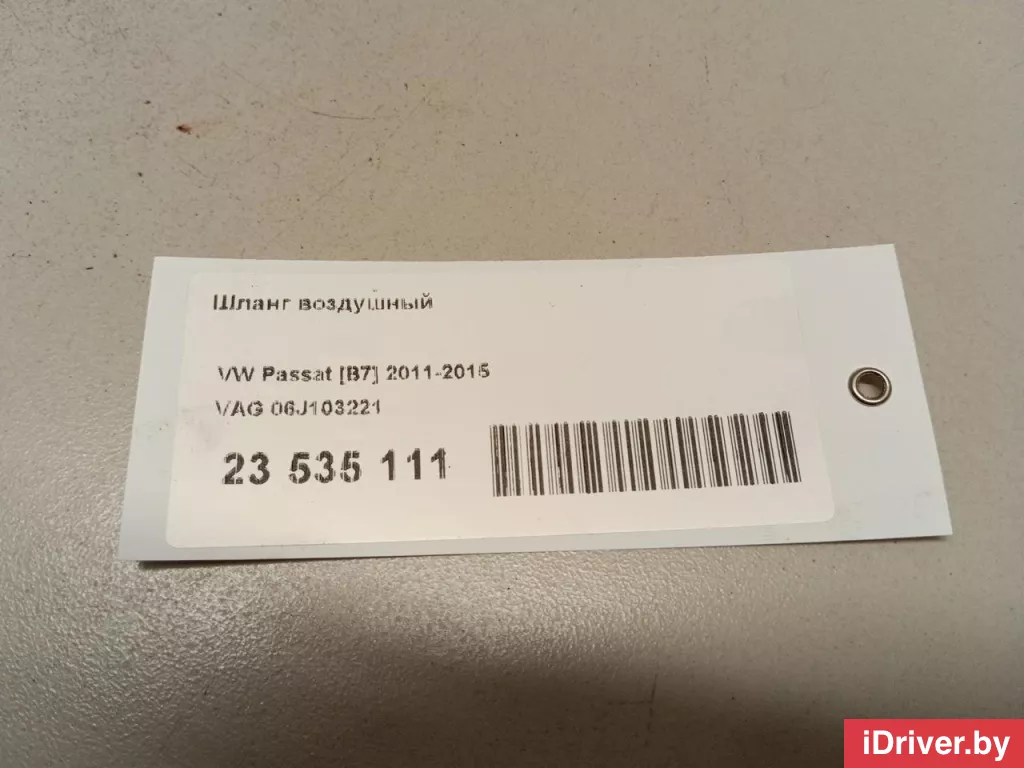 Шланг воздушный
VW Passat [B7] 2011-2015
VAG 06J103221
23 535 111
iDriver.by